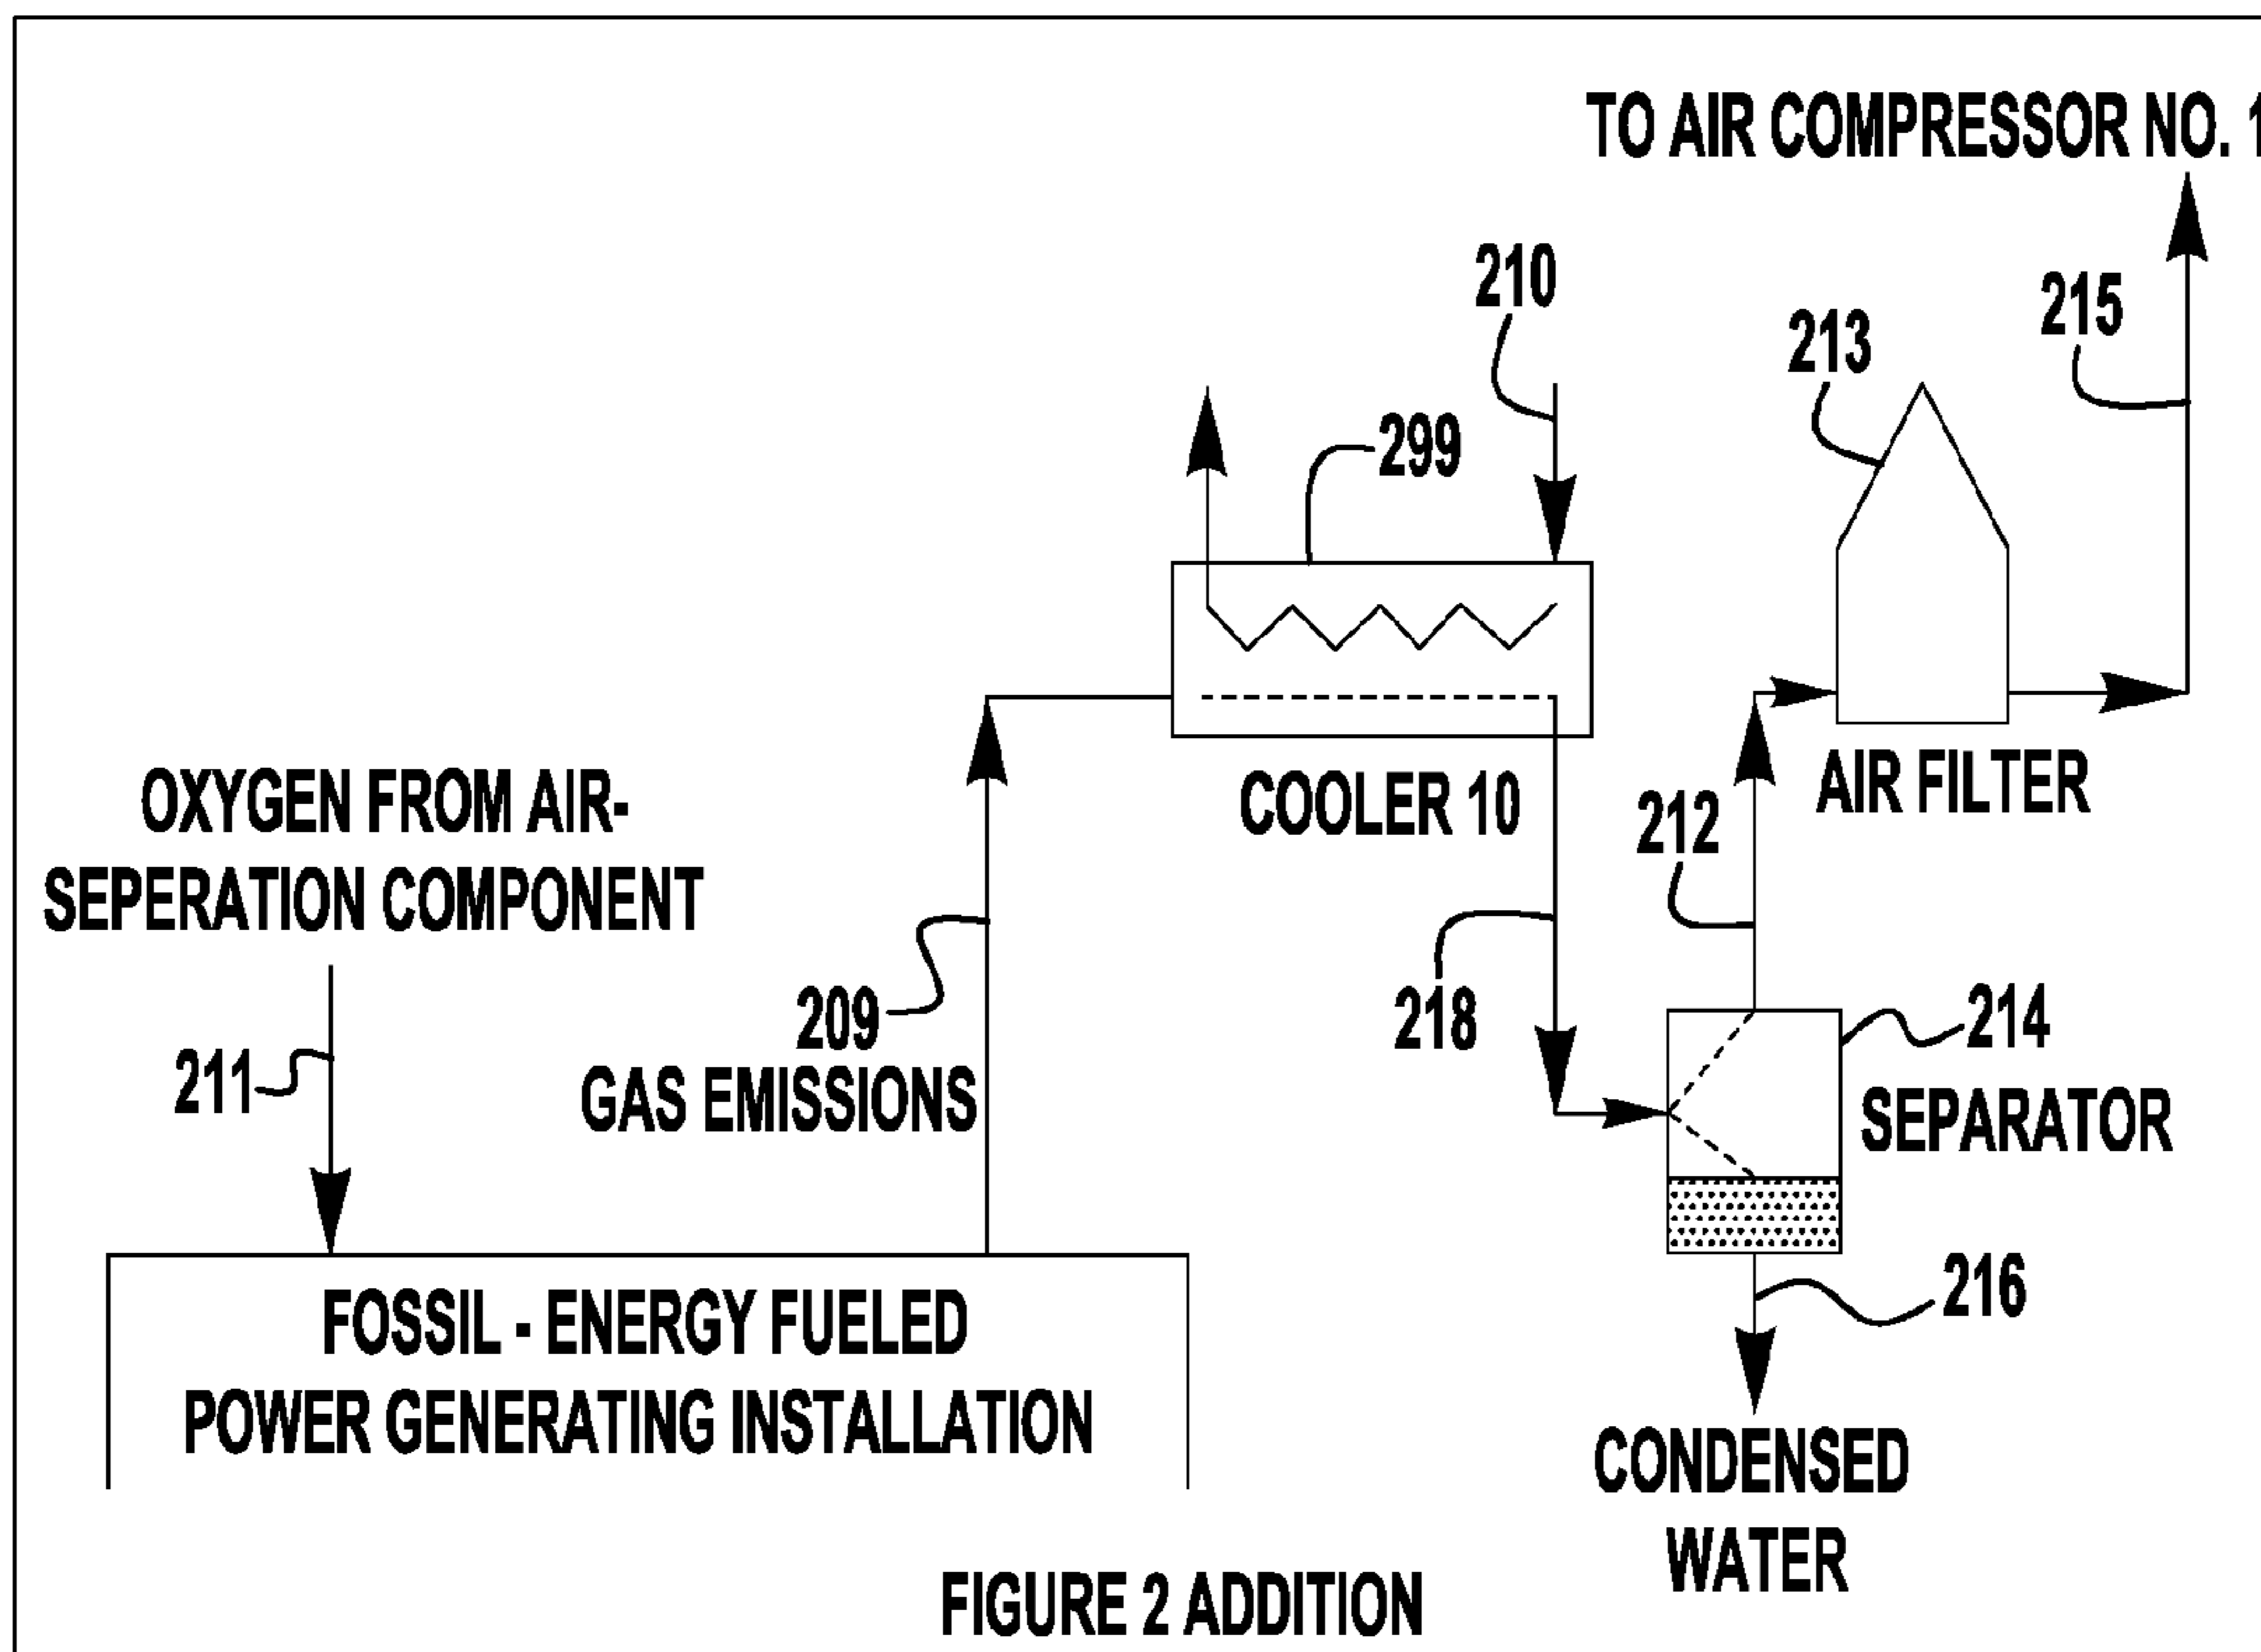 TO AIR COMPRESSOR NO. 1
210
215
213
299
OXYGEN FROM AIR-
SEPERATION COMPONENT
COOLER 10
AIR FILTER
212
209
GAS EMISSIONS
218
214
SEPARATOR
211
216
FOSSIL - ENERGY FUELED
POWER GENERATING INSTALLATION
CONDENSED
WATER
FIGURE 2 ADDITION